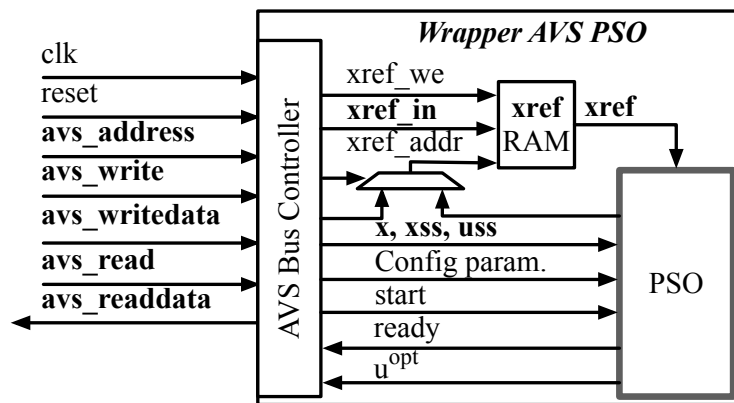 Wrapper AVS PSO
clk
reset
avs_address
avs_write
avs_writedata
avs_read
avs_readdata
AVS Bus Controller
xref_we
xref_in
xref_addr
xref
RAM
xref
x, xss, uss
Config param.
start
ready
u^opt
PSO